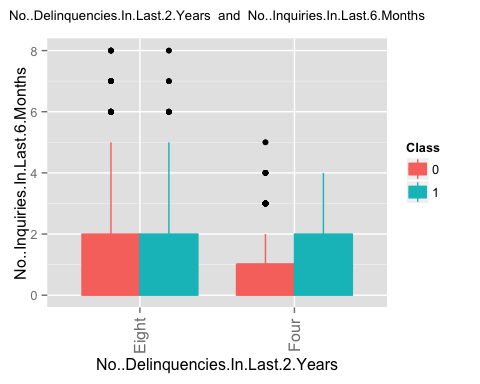 No..Delinquencies.In.Last.2.Years and No..Inquiries.In.Last.6.Months
No..Inquiries.In.Last.6.Months
8
6
4
2
0
Eight
Four
No..Delinquencies.In.Last.2.Years
Class
0
1